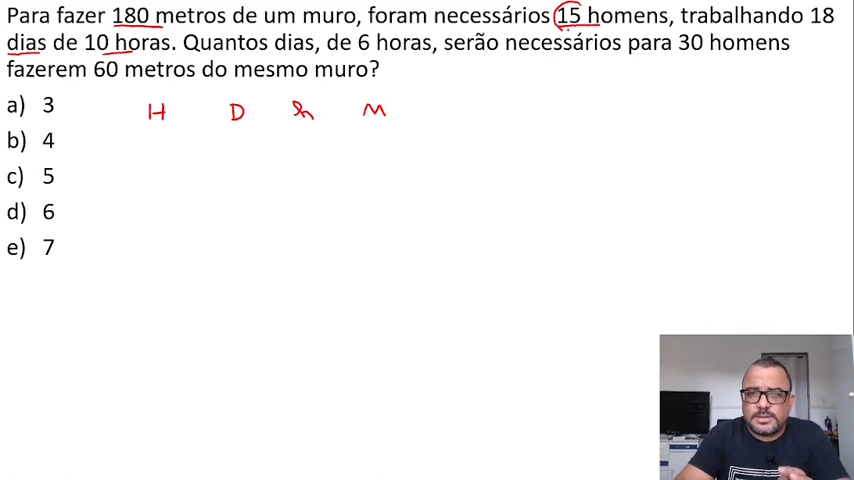 Para fazer 180 metros de um muro, foram necessários 15 homens, trabalhando 18
dias de 10 horas. Quantos dias, de 6 horas, serão necessários para 30 homens
fazerem 60 metros do mesmo muro?
a) 3
H D h M
b) 4
c) 5
d) 6
e) 7